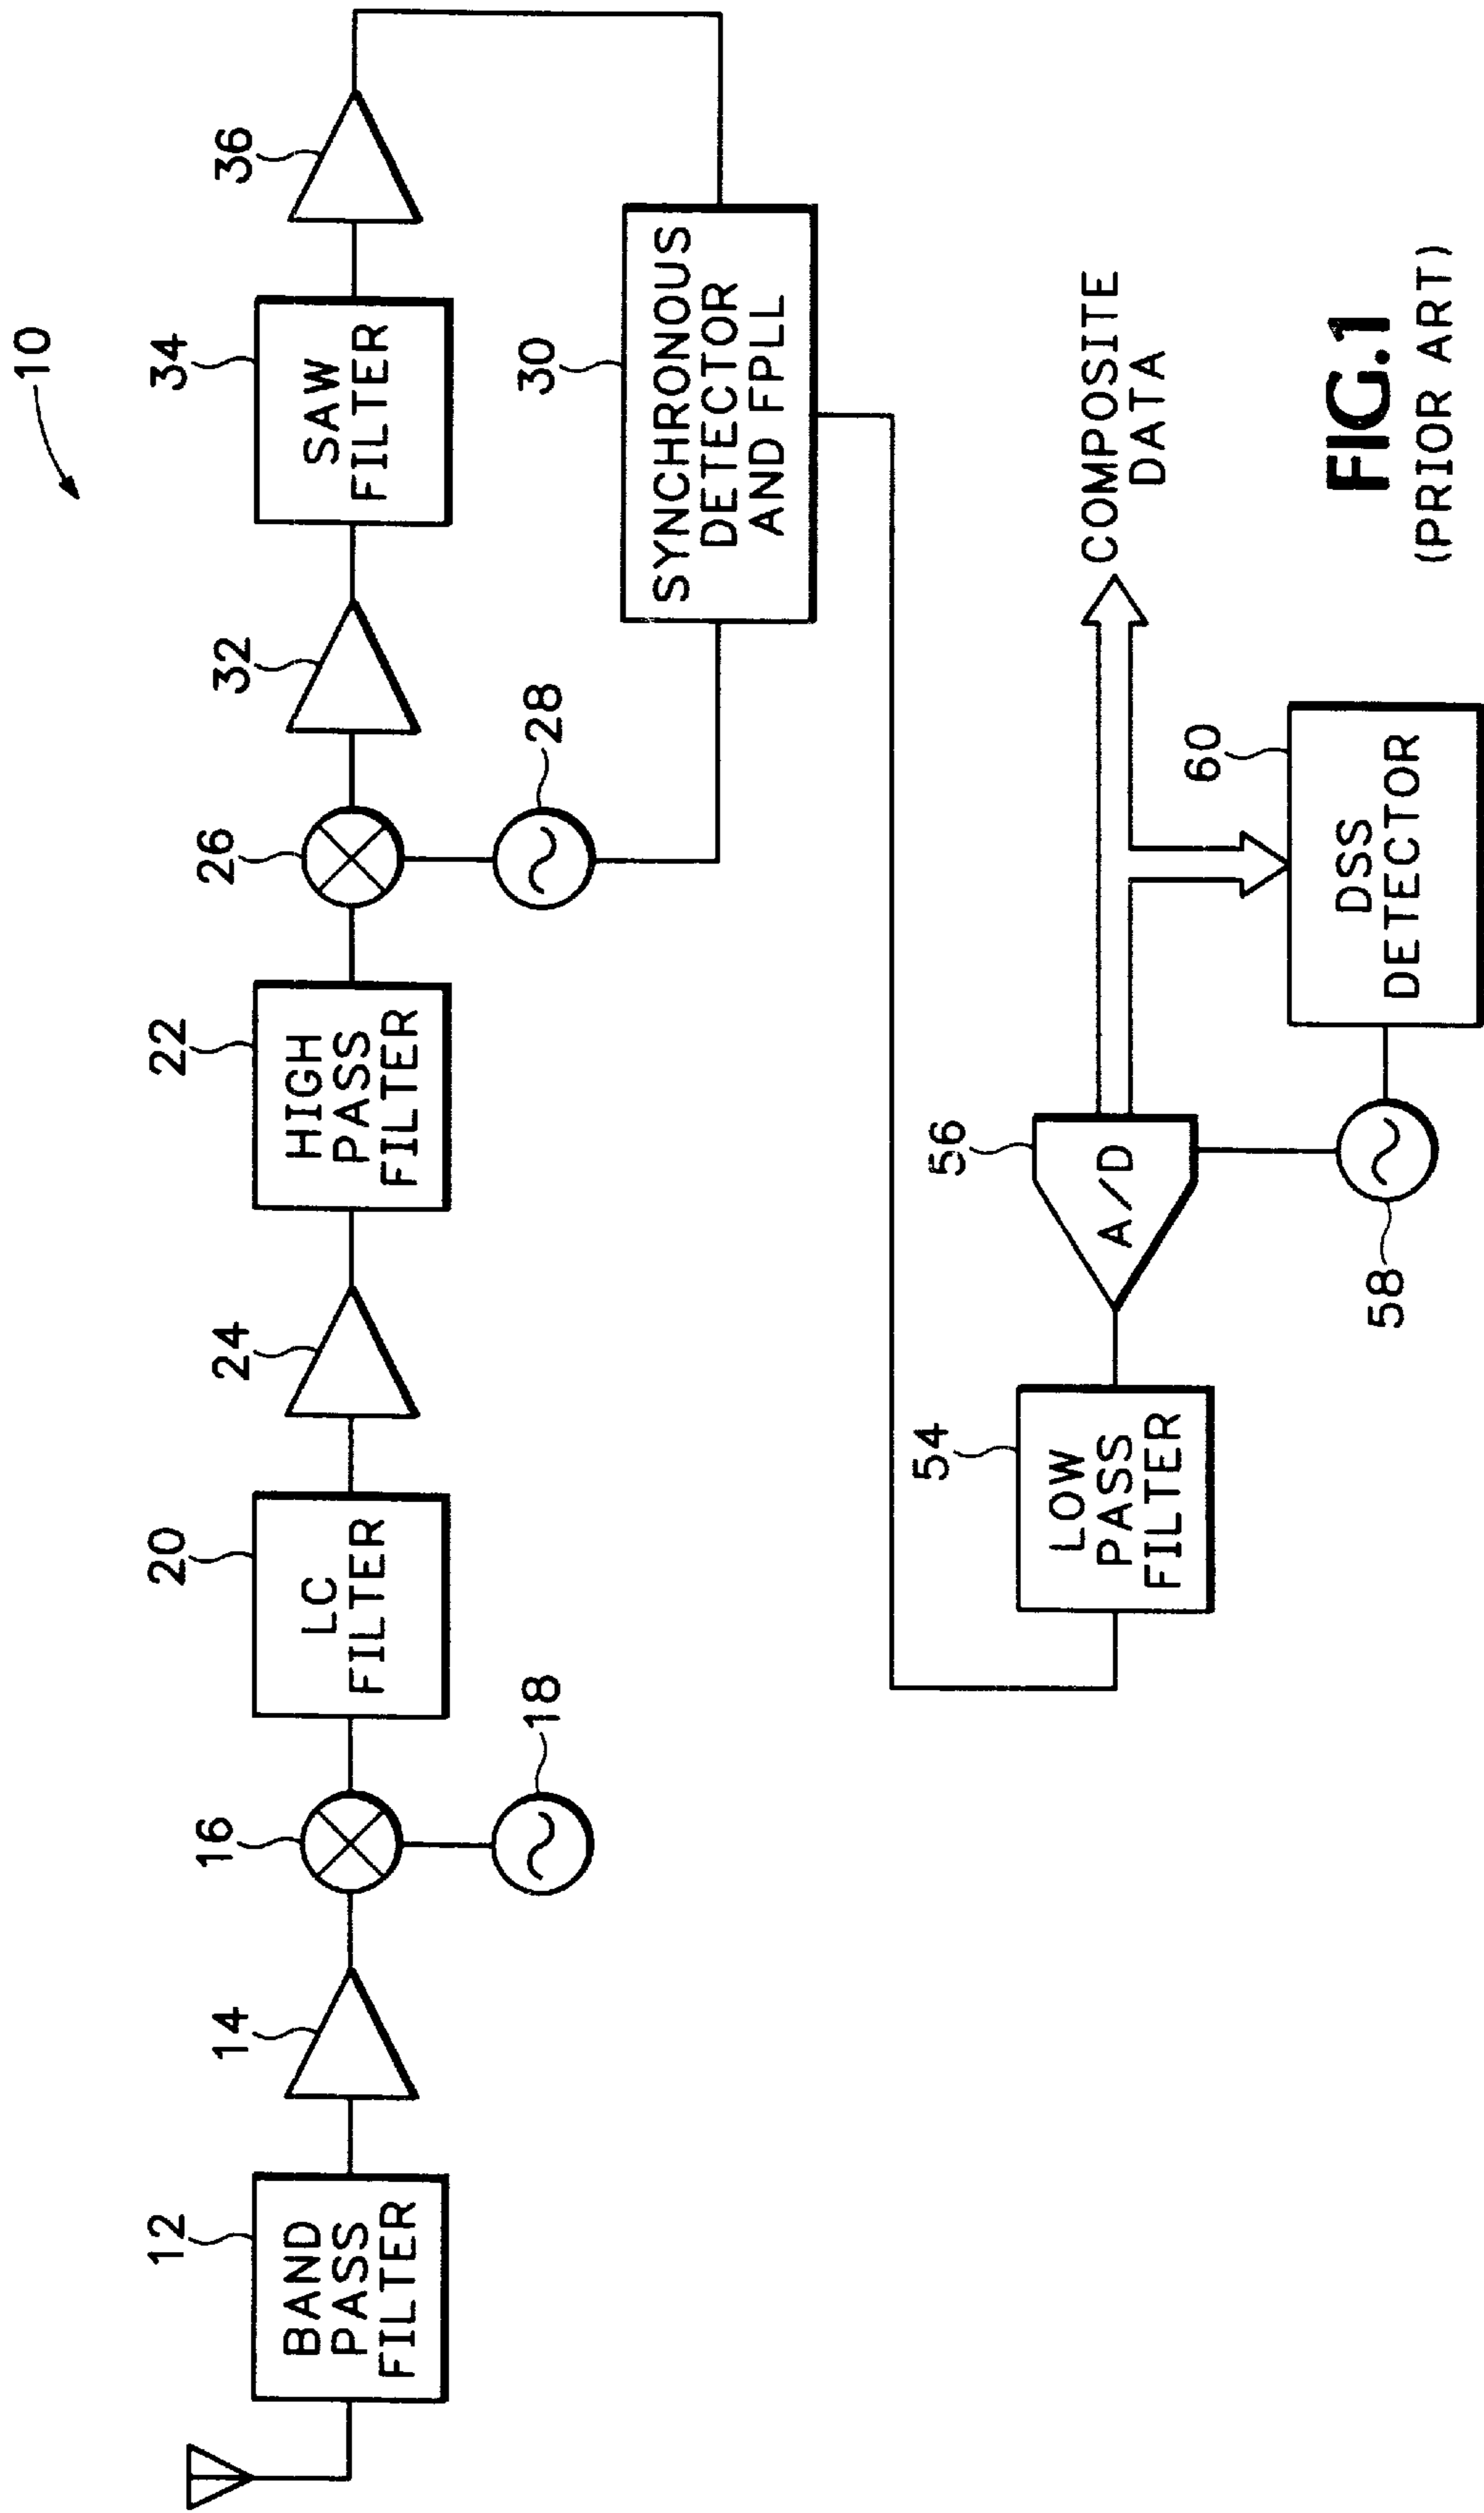 10
12
BAND
PASS
FILTER
14
16
18
20
LC
FILTER
24
22
HIGH
PASS
FILTER
26
28
32
34
SAW
FILTER
36
30
SYNCHRONOUS
DETECTOR
AND FPLL
54
LOW
PASS
FILTER
56
A/D
58
60
DSS
DETECTOR
COMPOSITE
DATA
FIG.1
(PRIOR ART)